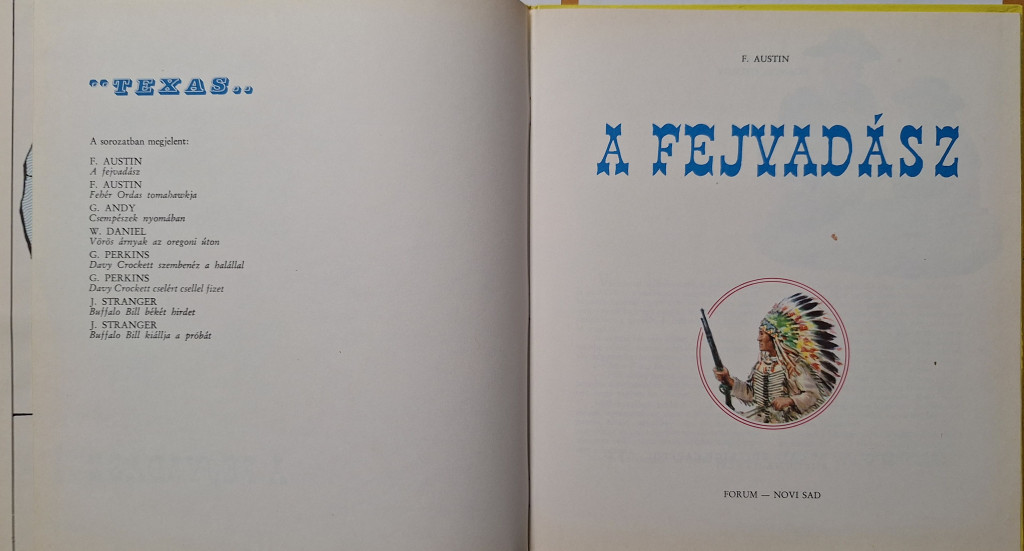 "TEXAS"
A sorozatban megjelent:
F. AUSTIN
A fejvadász
F. AUSTIN
Fehér Ordas tomahawkja
G. ANDY
Csempészek nyomában
W. DANIEL
Vörös árnyak az oregoni úton
G. PERKINS
Davy Crockett szembenéz a halállal
G. PERKINS
Davy Crockett cselért csellel fizet
J. STRANGER
Buffalo Bill békét hirdet
J. STRANGER
Buffalo Bill kiállja a próbát
F. AUSTIN
A FEJVADÁSZ
FORUM — NOVI SAD